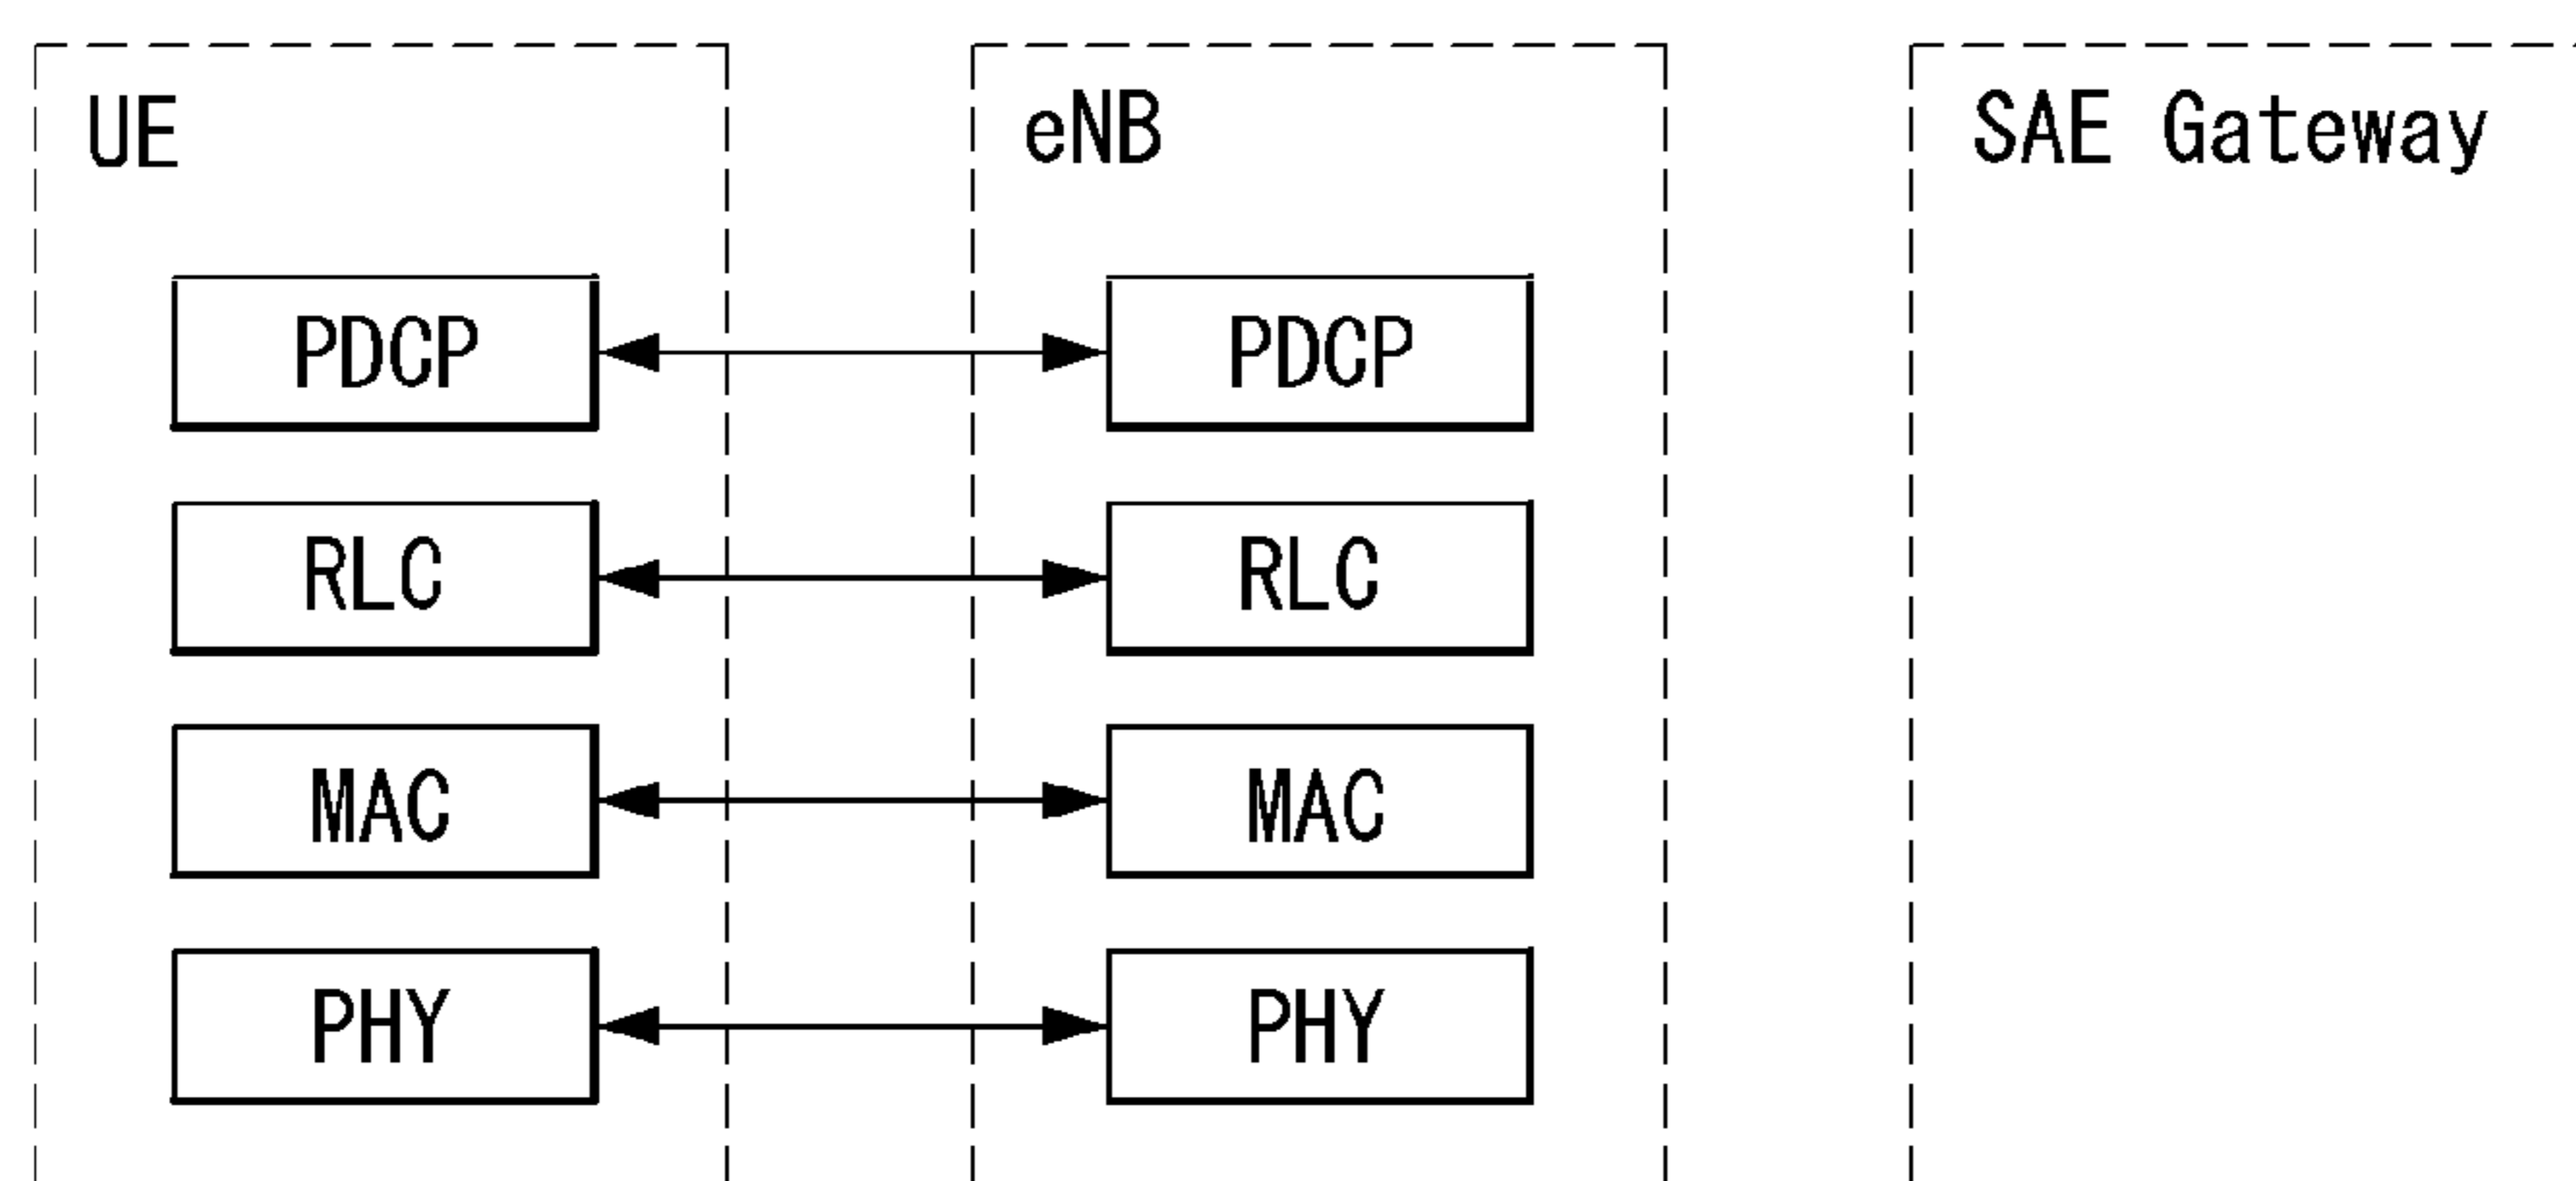 UE
eNB
SAE Gateway
PDCP
PDCP
RLC
RLC
MAC
MAC
PHY
PHY